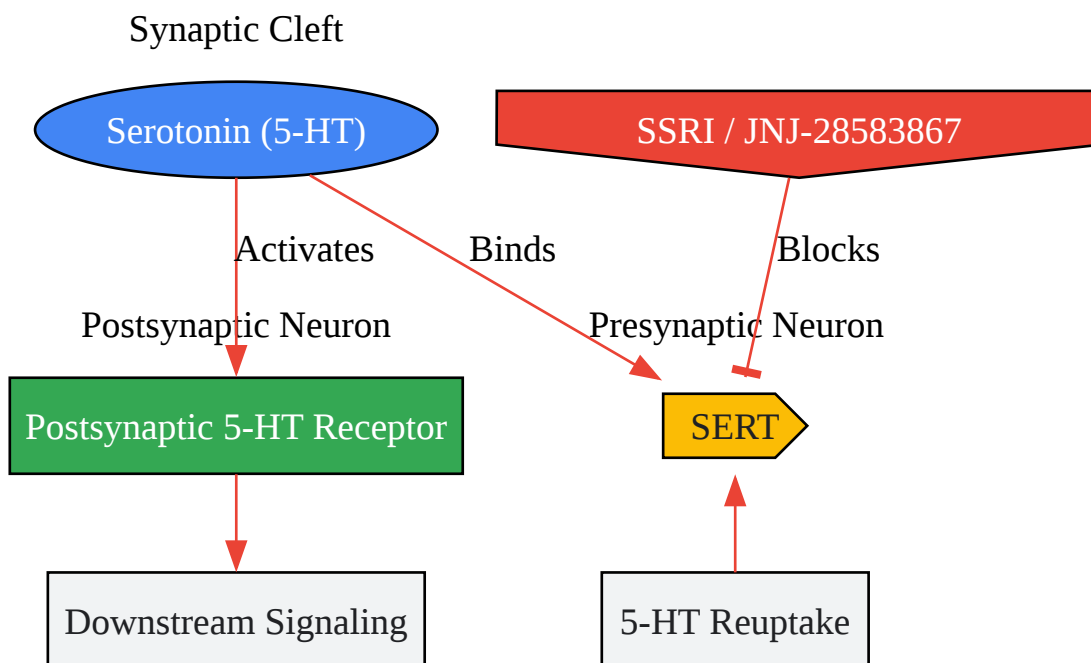 Synaptic Cleft
Serotonin (5-HT)
SSRI / JNJ-28583867
Activates
Binds
Blocks
Postsynaptic Neuron
Presynaptic Neuron
Postsynaptic 5-HT Receptor
SERT
Downstream Signaling
5-HT Reuptake